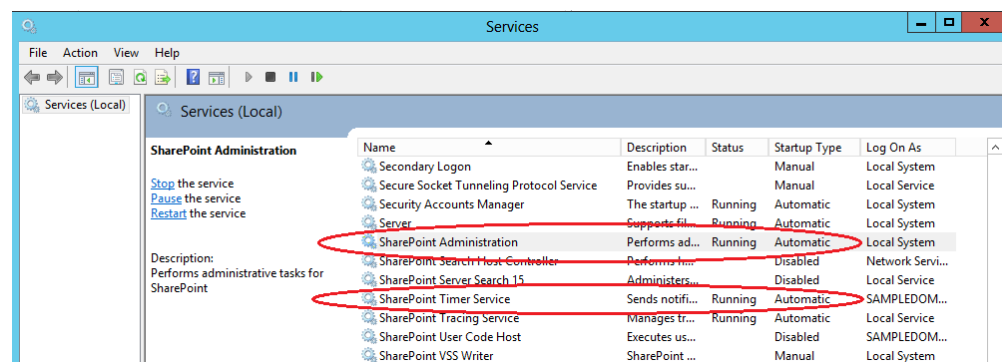 Services
File Action View Help
Services (Local)
Services (Local)
SharePoint Administration
Stop the service
Pause the service
Restart the service
Description:
Performs administrative tasks for
SharePoint
Name Description Status Startup Type Log On As
Secondary Logon Enables star... Manual Local System
Secure Socket Tunneling Protocol Service Provides su... Manual Local Service
Security Accounts Manager The startup ... Running Automatic Local System
Server Supports fil... Running Automatic Local System
SharePoint Administration Performs ad... Running Automatic Local System
SharePoint Search Host Controller Performs h... Disabled Network Servi...
SharePoint Server Search 15 Administers... Disabled Local Service
SharePoint Timer Service Sends notifi... Running Automatic SAMPLEDOM...
SharePoint Tracing Service Manages tr... Running Automatic Local Service
SharePoint User Code Host Executes us... Disabled SAMPLEDOM...
SharePoint VSS Writer SharePoint ... Manual Local System